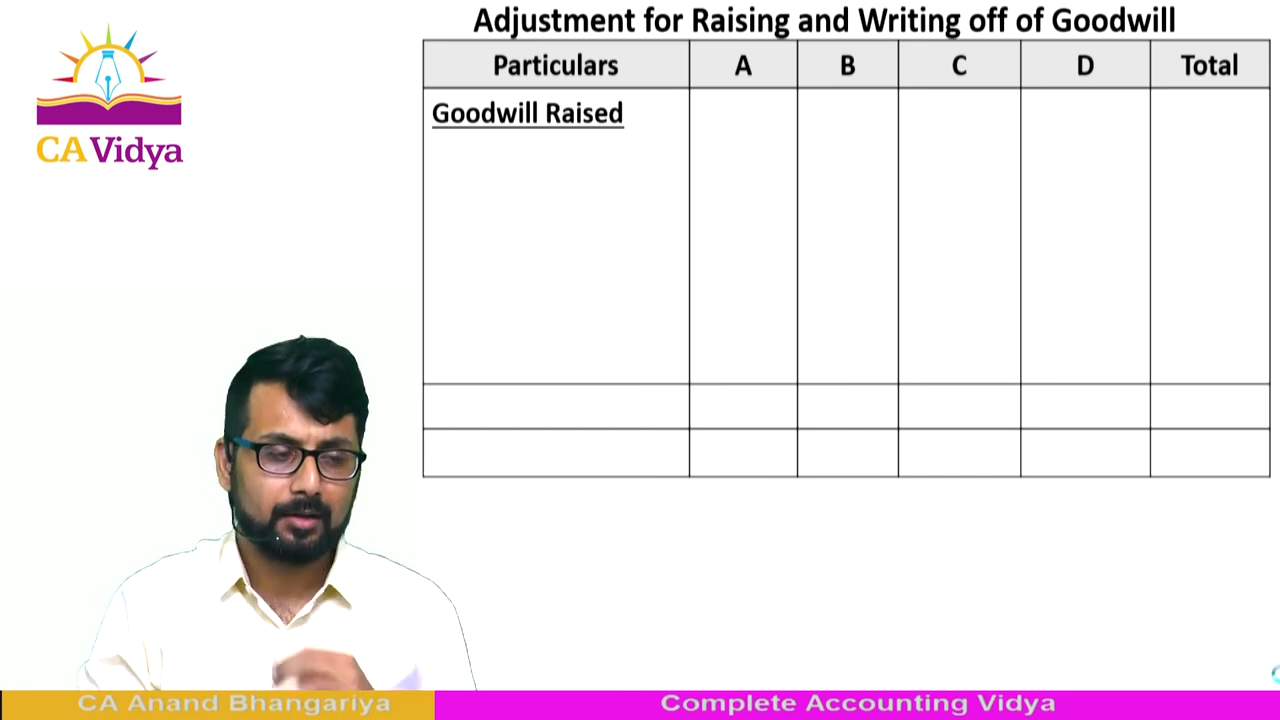 Adjustment for Raising and Writing off of Goodwill
Particulars A B C D Total
Goodwill Raised
CA Vidya
CA Anand Bhangariya
Complete Accounting Vidya